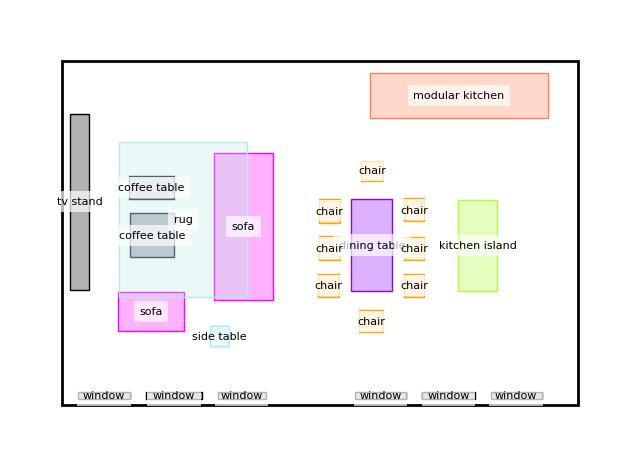 modular kitchen
chair
coffee table
tv stand
chair
chair
rug
sofa
coffee table
chair
dining table
chair
kitchen island
chair
chair
sofa
chair
side table
window
window
window
window
window
window